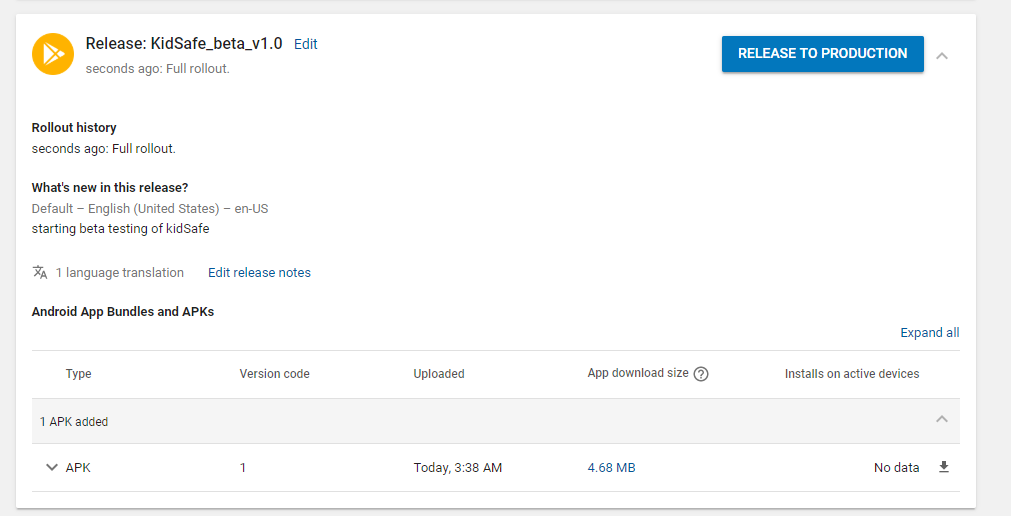 Release: KidSafe_beta_v1.0 Edit
RELEASE TO PRODUCTION
seconds ago: Full rollout.
Rollout history
seconds ago: Full rollout.
What's new in this release?
Default – English (United States) – en-US
starting beta testing of kidSafe
1 language translation Edit release notes
Android App Bundles and APKs
Expand all
Type Version code Uploaded App download size Installs on active devices
1 APK added
APK 1 Today, 3:38 AM 4.68 MB No data